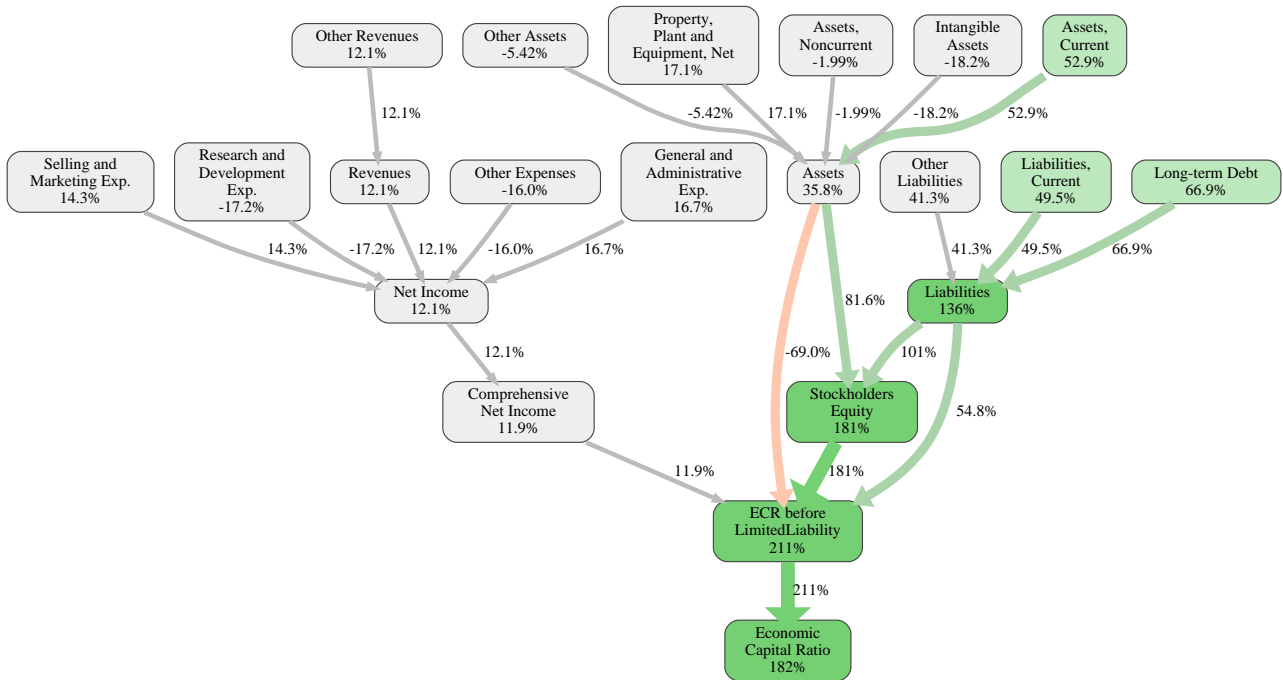 Other Revenues
12.1%
Other Assets
-5.42%
Property,
Plant and
Equipment, Net
17.1%
Assets,
Noncurrent
-1.99%
Intangible
Assets
-18.2%
Assets,
Current
52.9%
12.1%
-5.42%
17.1%
-1.99%
-18.2%
52.9%
Selling and
Marketing Exp.
14.3%
Research and
Development
Exp.
-17.2%
Revenues
12.1%
Other Expenses
-16.0%
General and
Administrative
Exp.
16.7%
Assets
35.8%
Other
Liabilities
41.3%
Liabilities,
Current
49.5%
Long-term Debt
66.9%
14.3%
-17.2%
12.1%
-16.0%
16.7%
41.3%
49.5%
66.9%
Net Income
12.1%
Liabilities
136%
12.1%
-69.0%
81.6%
101%
54.8%
Comprehensive
Net Income
11.9%
Stockholders
Equity
181%
11.9%
181%
ECR before
LimitedLiability
211%
211%
Economic
Capital Ratio
182%